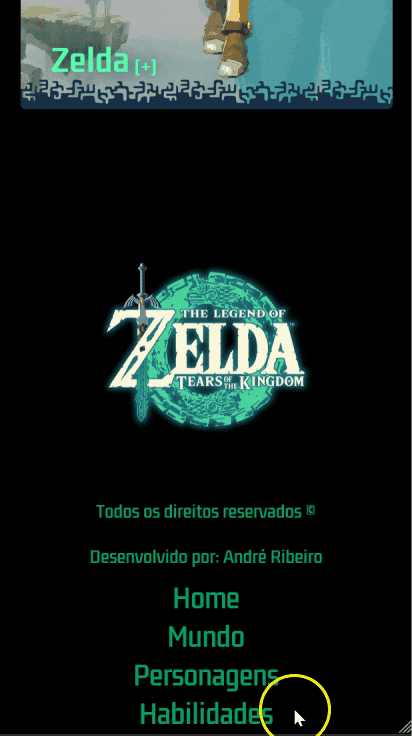 Zelda [+]
THE LEGEND OF
ZELDA
TEARS OF THE KINGDOM
Todos os direitos reservados ©
Desenvolvido por: André Ribeiro
Home
Mundo
Personagens
Habilidades